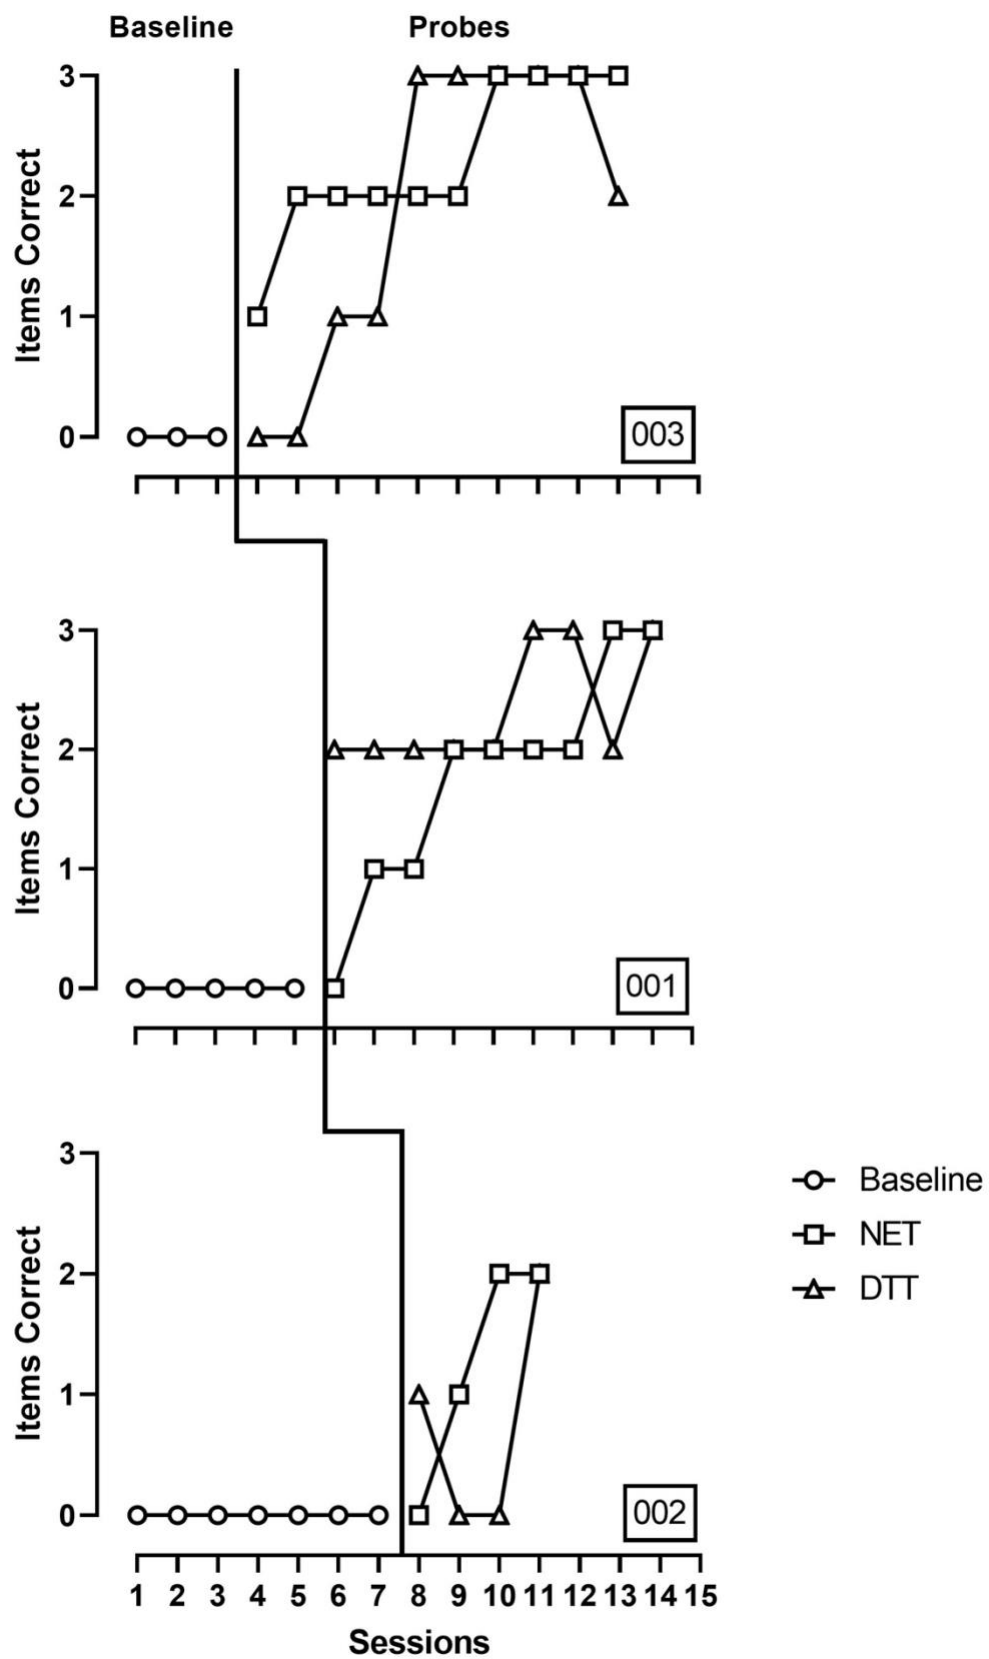 Baseline Probes
Items Correct
3
2
1
0
003
Items Correct
3
2
1
0
001
Items Correct
3
2
1
0
002
Baseline
NET
DTT
1 2 3 4 5 6 7 8 9 10 11 12 13 14 15
Sessions